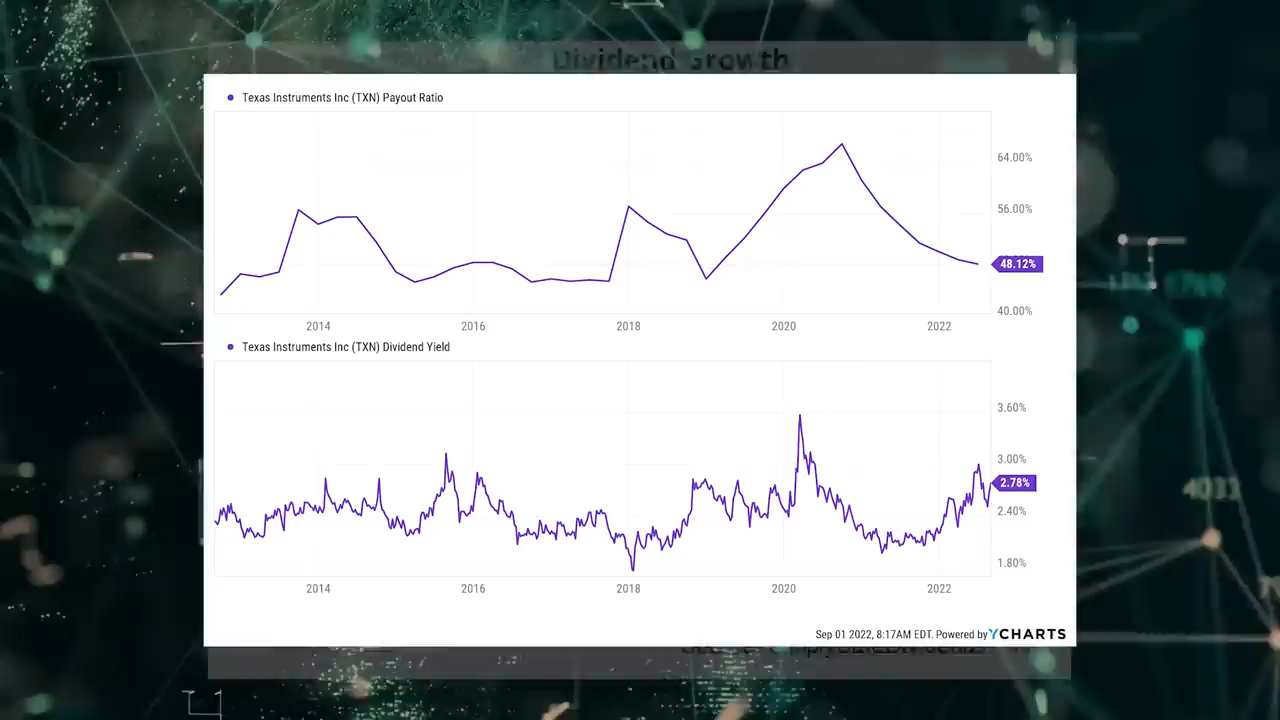 Dividend Growth
Texas Instruments Inc (TXN) Payout Ratio
64.00%
56.00%
48.12%
40.00%
2014 2016 2018 2020 2022
Texas Instruments Inc (TXN) Dividend Yield
3.60%
3.00%
2.78%
2.40%
1.80%
2014 2016 2018 2020 2022
Sep 01 2022, 8:17AM EDT. Powered by YCHARTS
4033